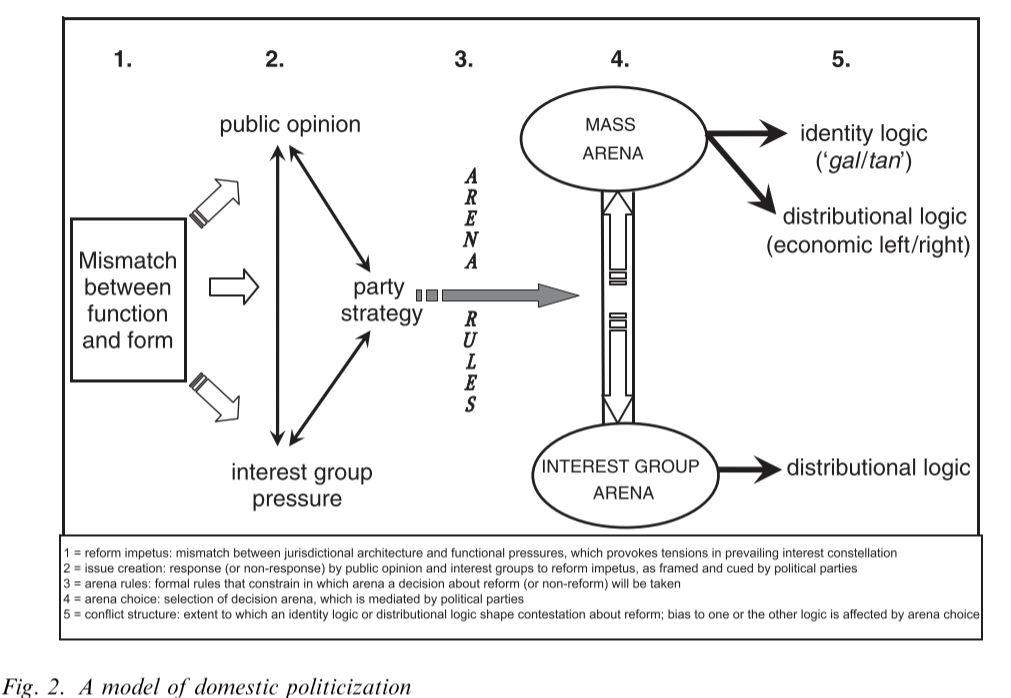 1.
2.
3.
4.
5.
public opinion
Mismatch
between
function
and form
party
strategy
interest group
pressure
ARENA
RULES
MASS
ARENA
INTEREST GROUP
ARENA
identity logic
(‘gal/tan’)
distributional logic
(economic left/right)
distributional logic
1 = reform impetus: mismatch between jurisdictional architecture and functional pressures, which provokes tensions in prevailing interest constellation
2 = issue creation: response (or non-response) by public opinion and interest groups to reform impetus, as framed and cued by political parties
3 = arena rules: formal rules that constrain in which arena a decision about reform (or non-reform) will be taken
4 = arena choice: selection of decision arena, which is mediated by political parties
5 = conflict structure: extent to which an identity logic or distributional logic shape contestation about reform; bias to one or the other logic is affected by arena choice
Fig. 2. A model of domestic politicization